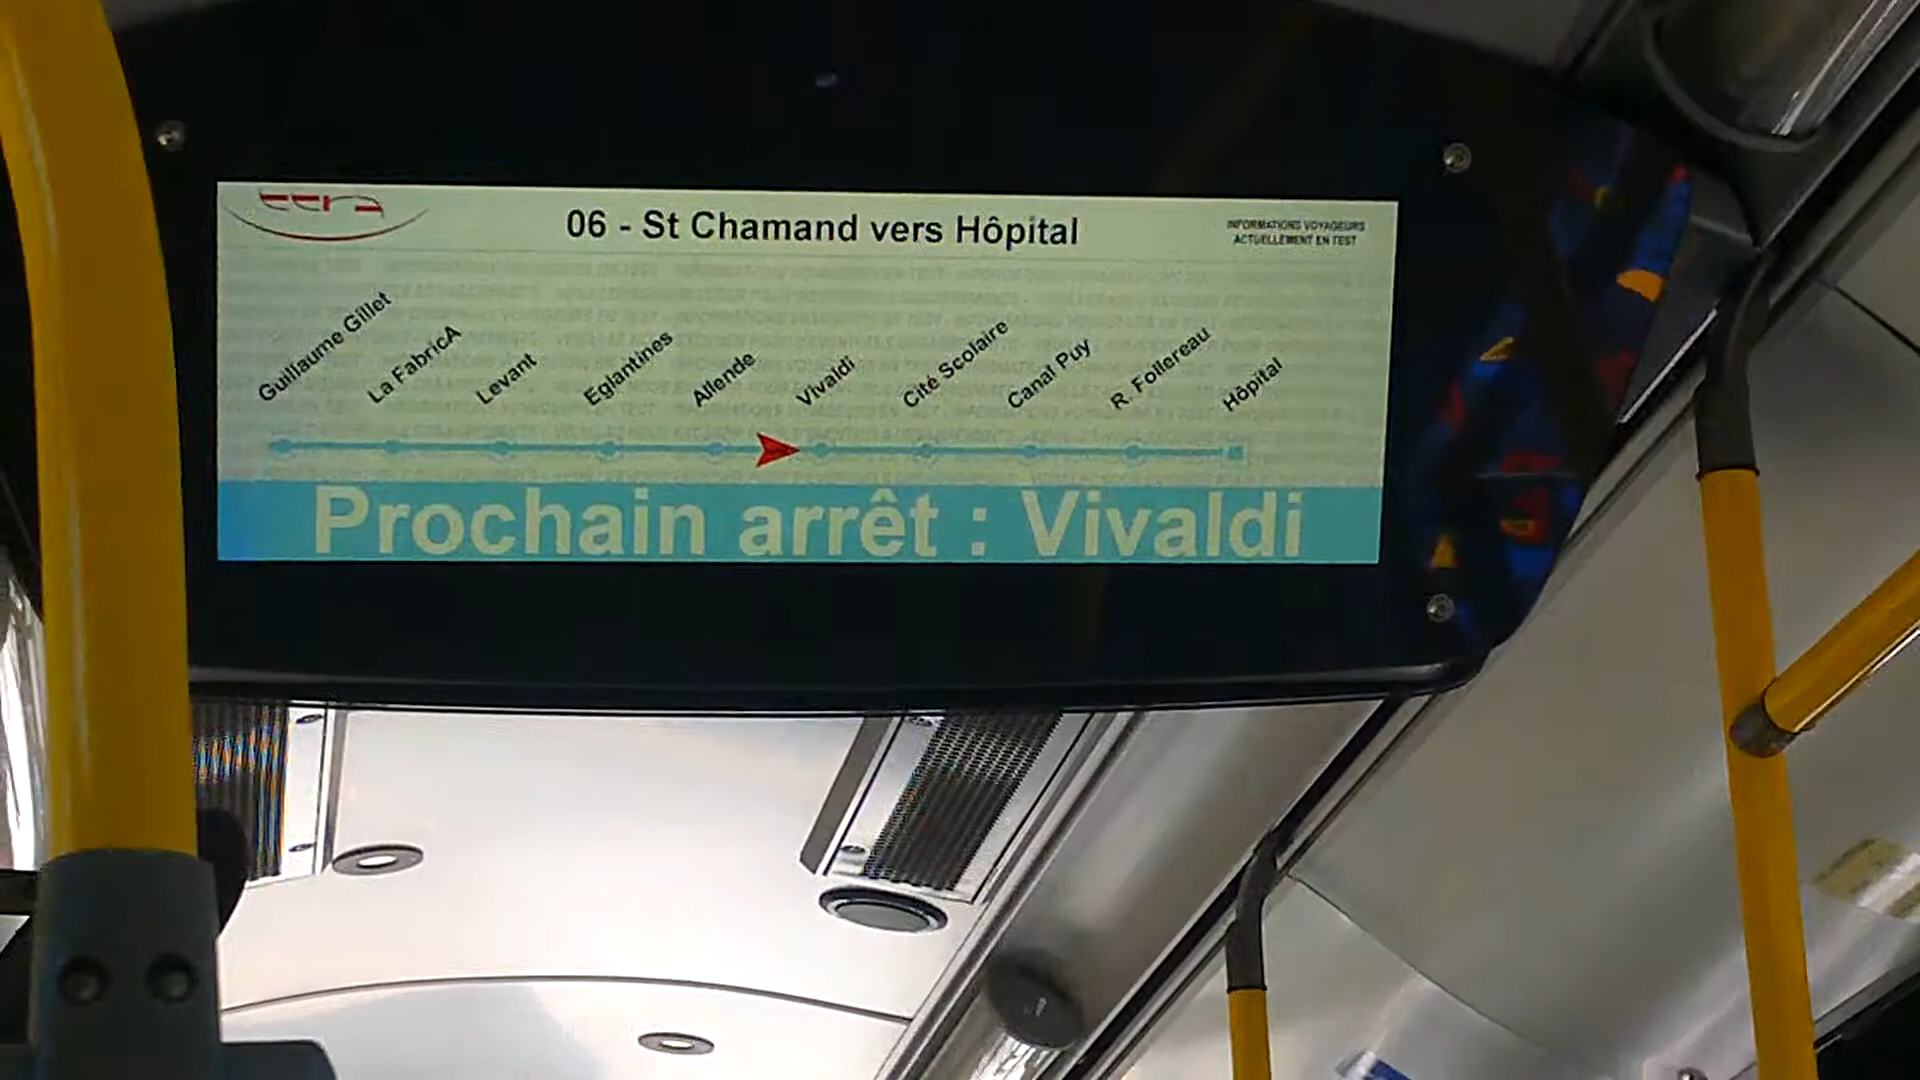 tcra
06 - St Chamand vers Hôpital
INFORMATIONS VOYAGEURS
ACTUELLEMENT EN TEST
Guillaume Gillet
La FabricA
Levant
Eglantines
Allende
Vivaldi
Cité Scolaire
Canal Puy
R. Follereau
Hôpital
Prochain arrêt : Vivaldi